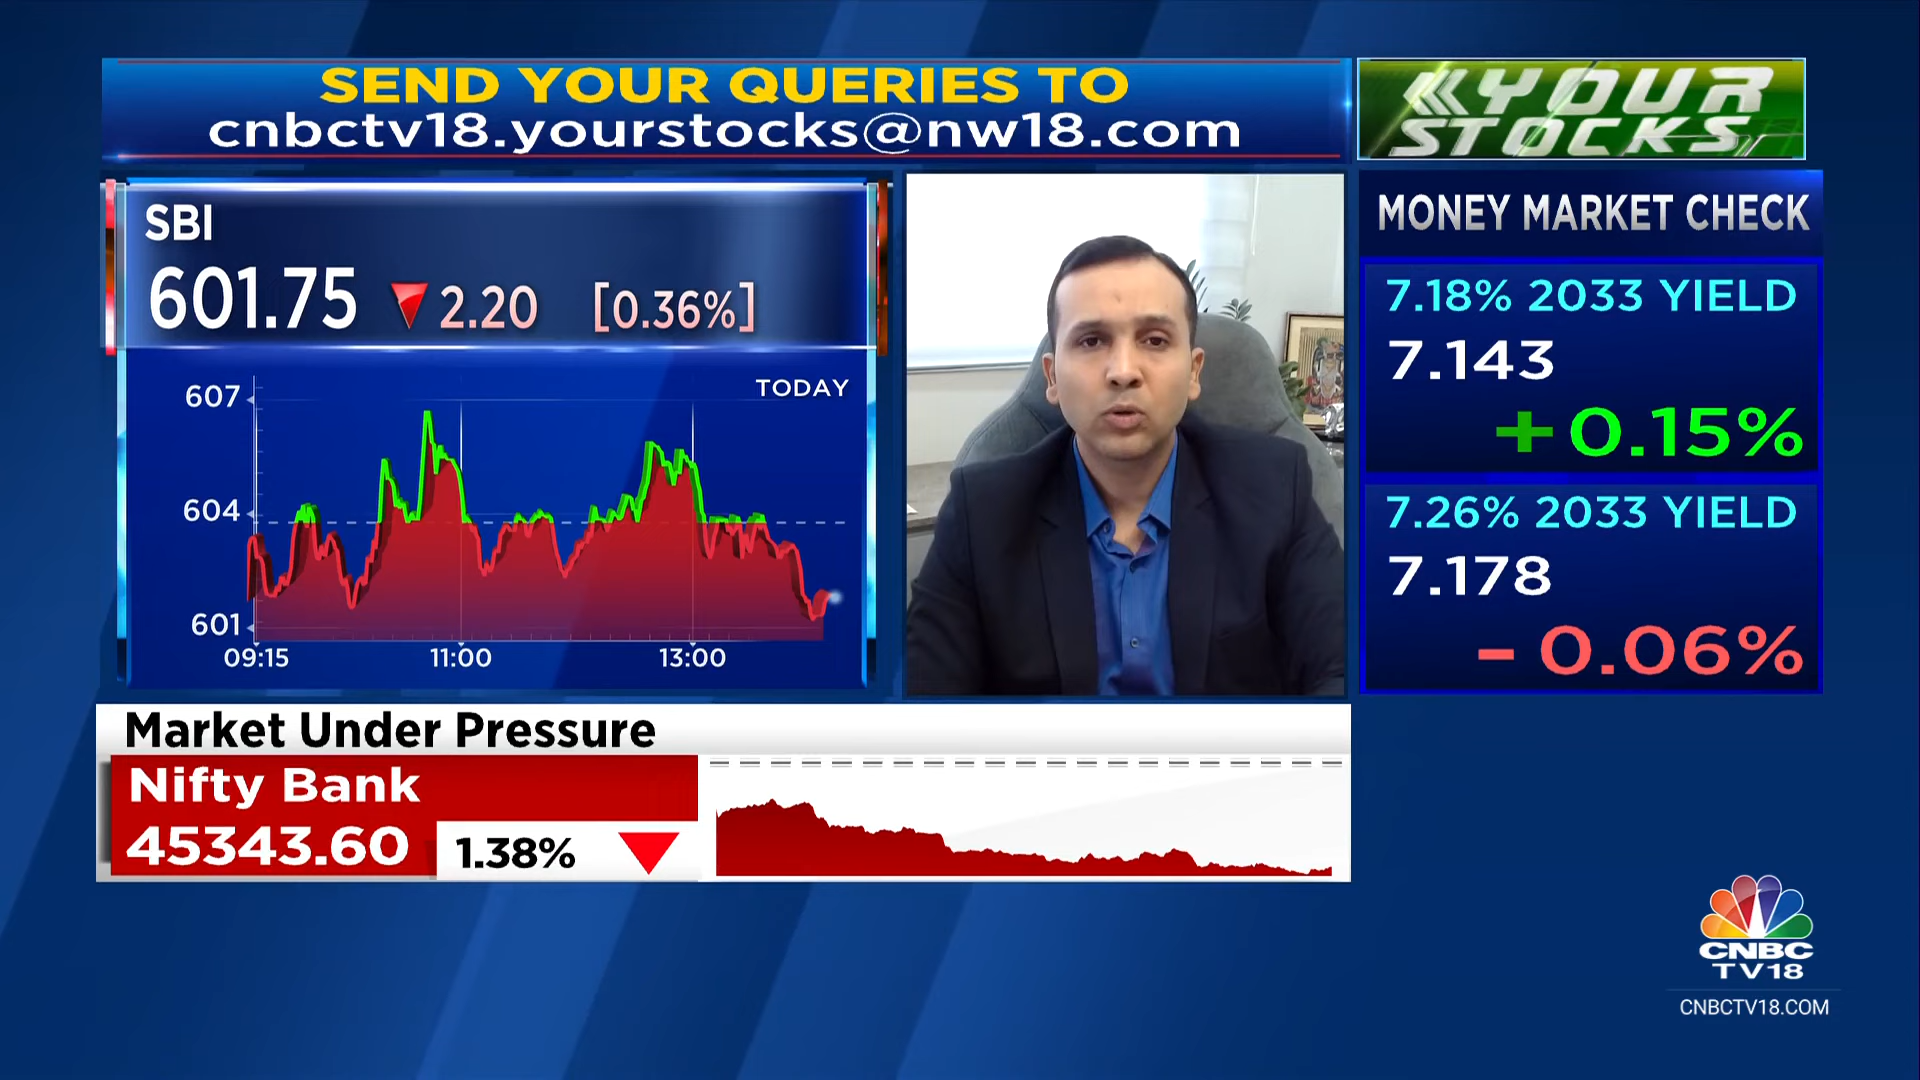 SEND YOUR QUERIES TO
cnbctv18.yourstocks@nw18.com
YOUR
STOCKS
SBI
601.75 ▼ 2.20 [0.36%]
TODAY
607
604
601
09:15 11:00 13:00
MONEY MARKET CHECK
7.18% 2033 YIELD
7.143
+0.15%
7.26% 2033 YIELD
7.178
- 0.06%
Market Under Pressure
Nifty Bank
45343.60 1.38% ▼
CNBC
TV18
CNBCTV18.COM